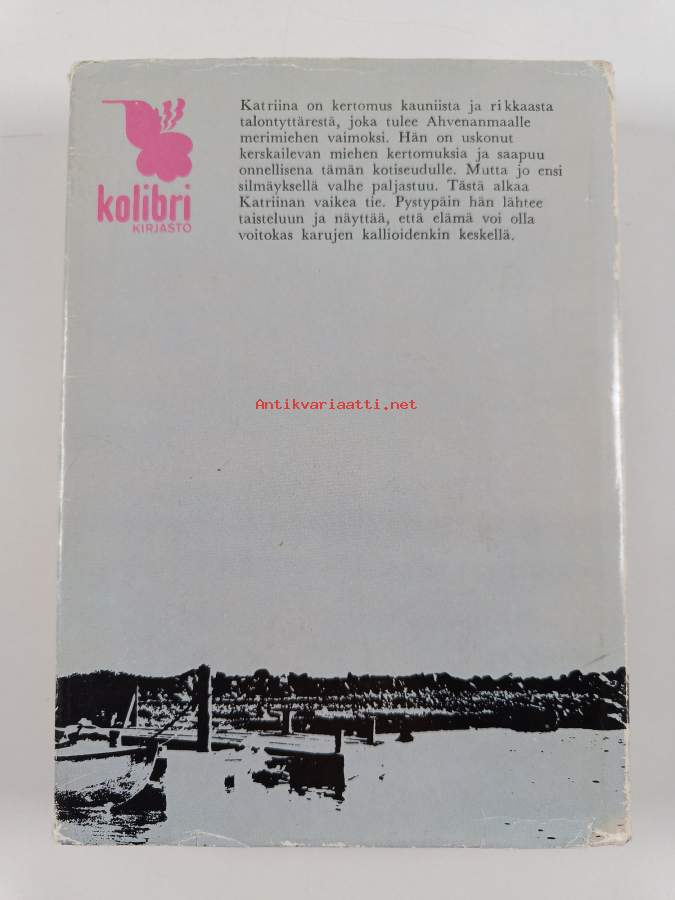 kolibri
KIRJASTO
Katriina on kertomus kauniista ja rikkaasta
talontyttärestä, joka tulee Ahvenanmaalle
merimiehen vaimoksi. Hän on uskonut
kerskailevan miehen kertomuksia ja saapuu
onnellisena tämän kotiseudulle. Mutta jo ensi
silmäyksellä valhe paljastuu. Tästä alkaa
Katriinan vaikea tie. Pystypäin hän lähtee
taisteluun ja näyttää, että elämä voi olla
voitokas karujen kallioidenkin keskellä.
Antikvariaatti.net